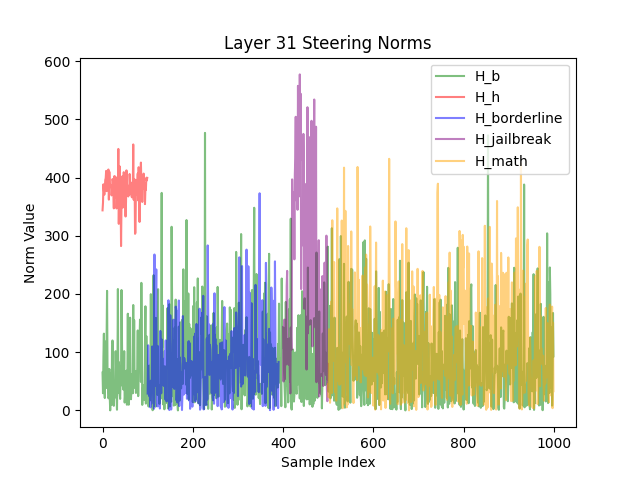 Layer 31 Steering Norms
Norm Value
600
500
400
300
200
100
0
0
200
400
600
800
1000
Sample Index
H_b
H_h
H_borderline
H_jailbreak
H_math